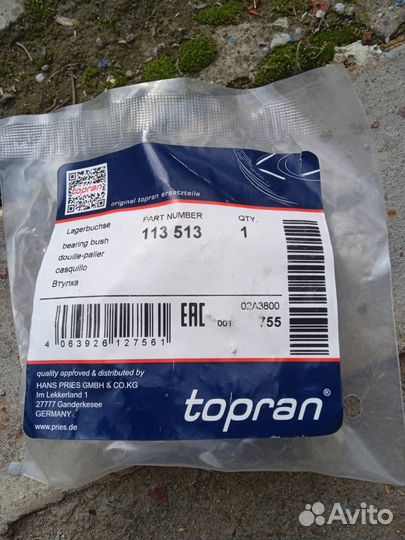 topran
original topran ersatzteile
Lagerbuchse
bearing bush
douille-palier
casquillo
Втулка
PART NUMBER
113 513
QTY.
1
4 063926 127561
EAC
02A3800
001
755
quality approved & distributed by
HANS PRIES GMBH & CO.KG
Im Lekkerland 1
27777 Ganderkesee
GERMANY
www.pries.de
topran®
Avito